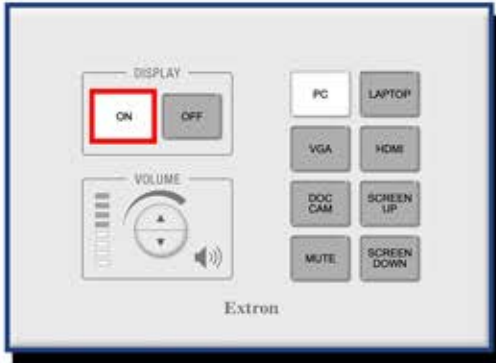 DISPLAY
ON
OFF
VOLUME
PC
LAPTOP
VGA
HDMI
DOC
CAM
SCREEN
UP
MUTE
SCREEN
DOWN
Extron